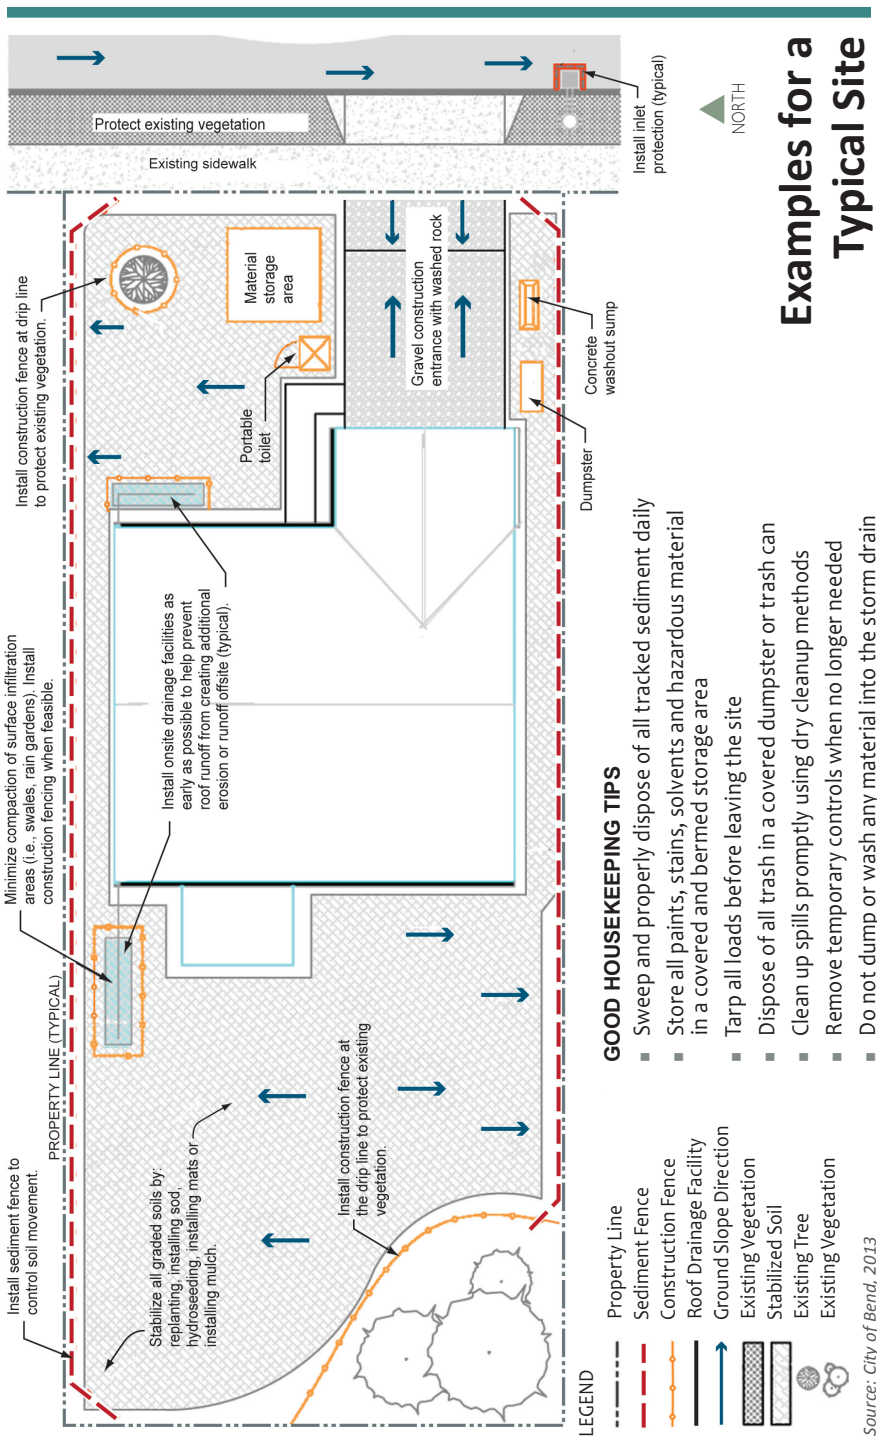 Examples for a
Typical Site
NORTH
Install sediment fence to
control soil movement.
PROPERTY LINE (TYPICAL)
Minimize compaction of surface infiltration
areas (i.e., swales, rain gardens). Install
construction fencing when feasible.
Install construction fence at drip line
to protect existing vegetation.
Stabilize all graded soils by:
replanting, installing sod,
hydroseeding, installing mats or
installing mulch.
Install onsite drainage facilities as
early as possible to help prevent
roof runoff from creating additional
erosion or runoff offsite (typical).
Portable
toilet
Material
storage
area
Protect existing vegetation
Existing sidewalk
Install construction fence at
the drip line to protect existing
vegetation.
Gravel construction
entrance with washed rock
Dumpster
Concrete
washout sump
Install inlet
protection (typical)
LEGEND
Property Line
Sediment Fence
Construction Fence
Roof Drainage Facility
Ground Slope Direction
Existing Vegetation
Stabilized Soil
Existing Tree
Existing Vegetation
Source: City of Bend, 2013
GOOD HOUSEKEEPING TIPS
▪ Sweep and properly dispose of all tracked sediment daily
▪ Store all paints, stains, solvents and hazardous material
in a covered and bermed storage area
▪ Tarp all loads before leaving the site
▪ Dispose of all trash in a covered dumpster or trash can
▪ Clean up spills promptly using dry cleanup methods
▪ Remove temporary controls when no longer needed
▪ Do not dump or wash any material into the storm drain